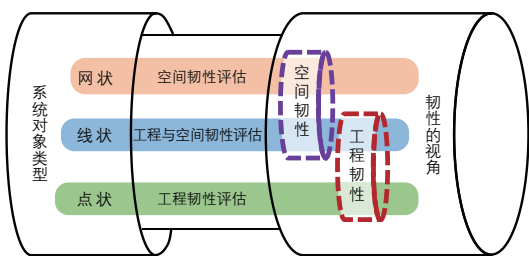 系统对象类型
网状
空间韧性评估
线状
工程与空间韧性评估
点状
工程韧性评估
空间韧性
工程韧性
韧性的视角